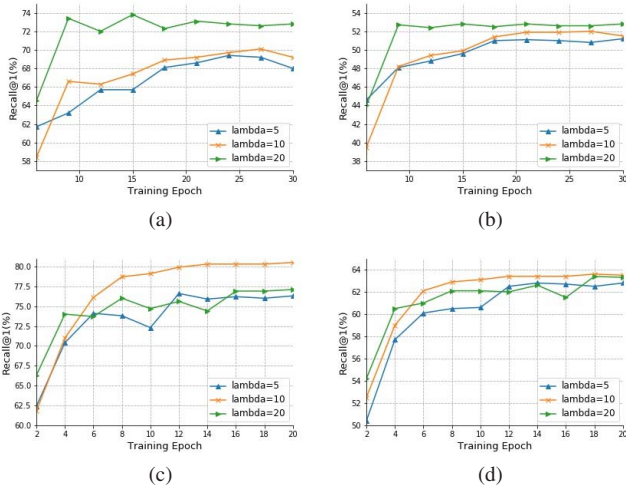 74
72
70
68
66
64
62
60
58
Recall@1(%)
lambda=5
lambda=10
lambda=20
10 15 20 25 30
Training Epoch
(a)
54
52
50
48
46
44
42
40
38
Recall@1(%)
lambda=5
lambda=10
lambda=20
10 15 20 25 30
Training Epoch
(b)
80.0
77.5
75.0
72.5
70.0
67.5
65.0
62.5
60.0
Recall@1(%)
lambda=5
lambda=10
lambda=20
2 4 6 8 10 12 14 16 18 20
Training Epoch
(c)
64
62
60
58
56
54
52
50
Recall@1(%)
lambda=5
lambda=10
lambda=20
2 4 6 8 10 12 14 16 18 20
Training Epoch
(d)